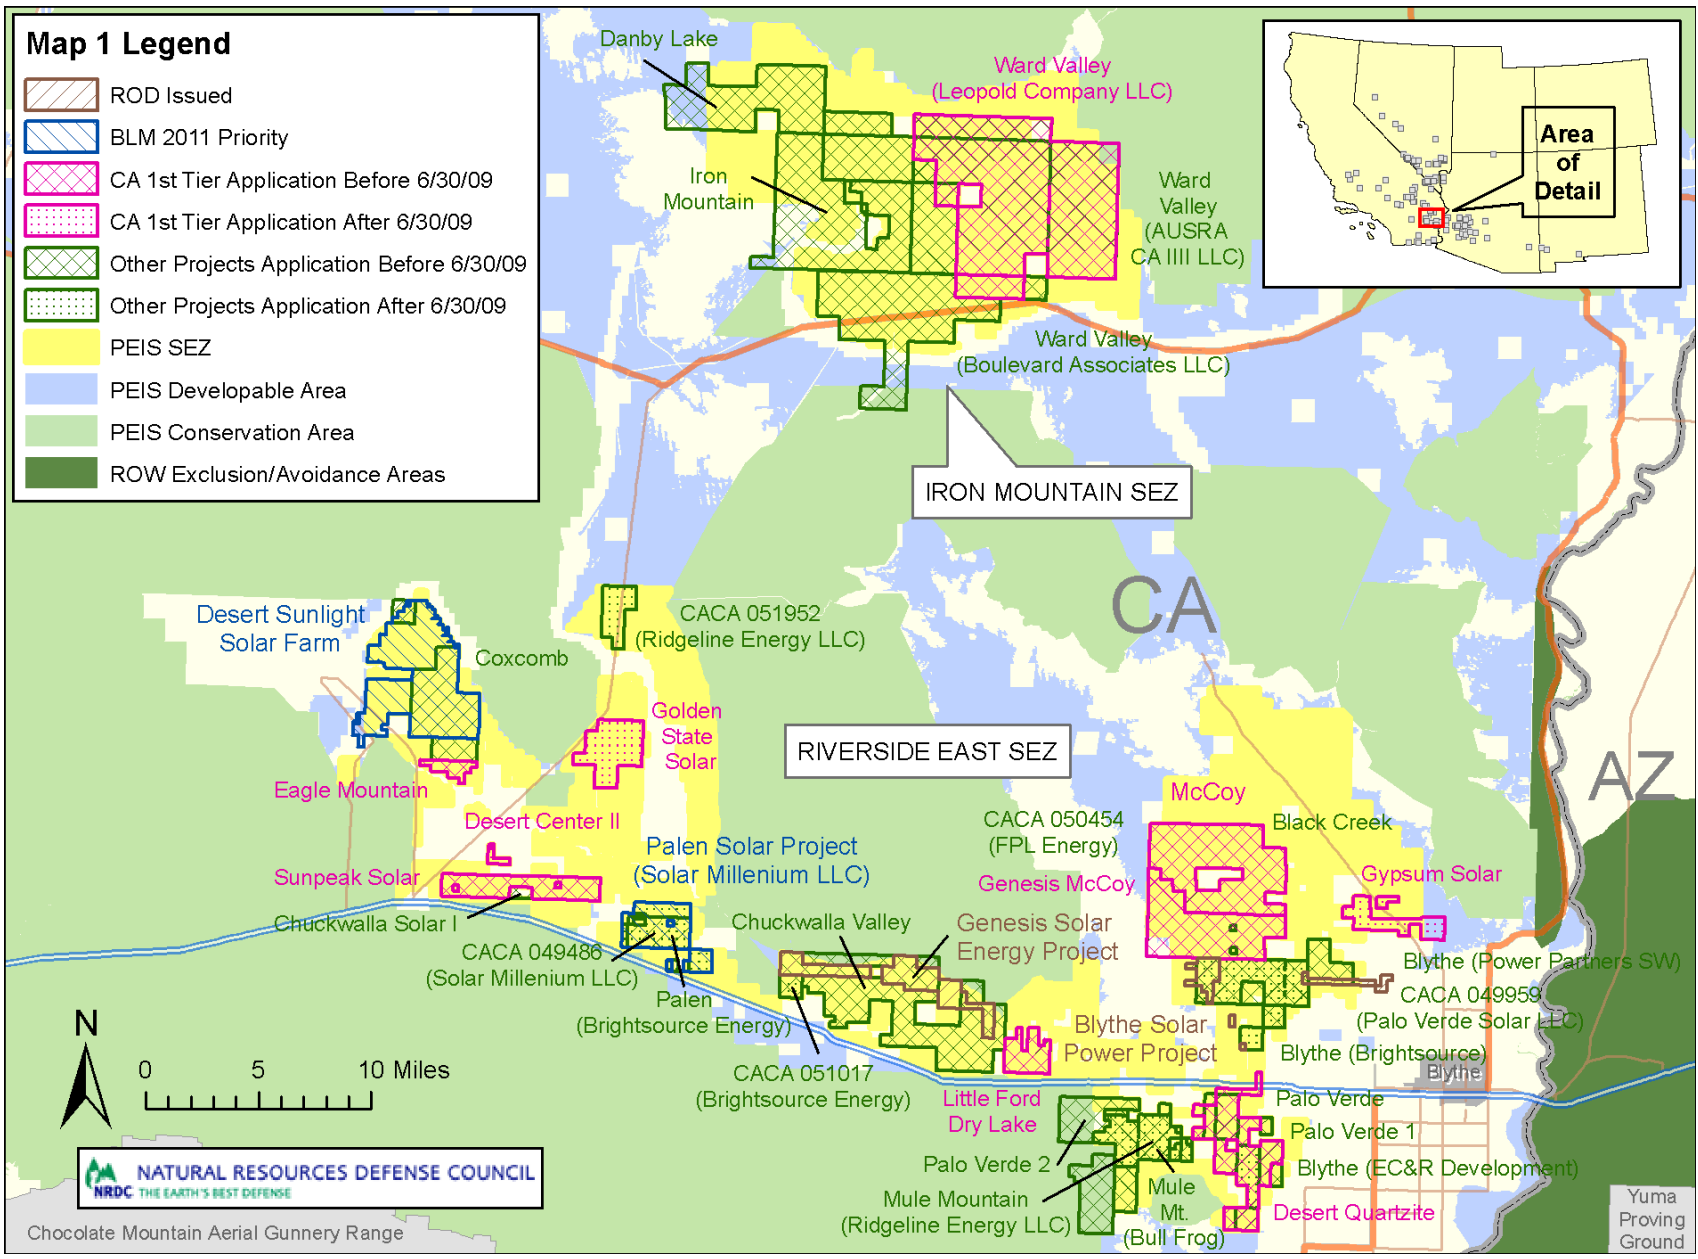 Map 1 Legend
ROD Issued
BLM 2011 Priority
CA 1st Tier Application Before 6/30/09
CA 1st Tier Application After 6/30/09
Other Projects Application Before 6/30/09
Other Projects Application After 6/30/09
PEIS SEZ
PEIS Developable Area
PEIS Conservation Area
ROW Exclusion/Avoidance Areas
Danby Lake
Ward Valley
(Leopold Company LLC)
Area
of
Detail
Iron
Mountain
Ward
Valley
(AUSRA
CA IIII LLC)
Ward Valley
(Boulevard Associates LLC)
IRON MOUNTAIN SEZ
CA
AZ
Desert Sunlight
Solar Farm
Coxcomb
CACA 051952
(Ridgeline Energy LLC)
Golden
State
Solar
RIVERSIDE EAST SEZ
Eagle Mountain
Desert Center II
McCoy
CACA 050454
(FPL Energy)
Black Creek
Genesis McCoy
Gypsum Solar
Palen Solar Project
(Solar Millenium LLC)
Sunpeak Solar
Chuckwalla Solar I
Chuckwalla Valley
Genesis Solar
Energy Project
CACA 049486
(Solar Millenium LLC)
Palen
(Brightsource Energy)
Blythe (Power Partners SW)
CACA 049959
(Palo Verde Solar LLC)
Blythe Solar
Power Project
Blythe (Brightsource)
Blythe
CACA 051017
(Brightsource Energy)
Little Ford
Dry Lake
Palo Verde
Palo Verde 1
Blythe (EC&R Development)
Palo Verde 2
Mule Mountain
(Ridgeline Energy LLC)
Mule
Mt.
(Bull Frog)
Desert Quartzite
N
0 5 10 Miles
NATURAL RESOURCES DEFENSE COUNCIL
NRDC THE EARTH'S BEST DEFENSE
Chocolate Mountain Aerial Gunnery Range
Yuma
Proving
Ground